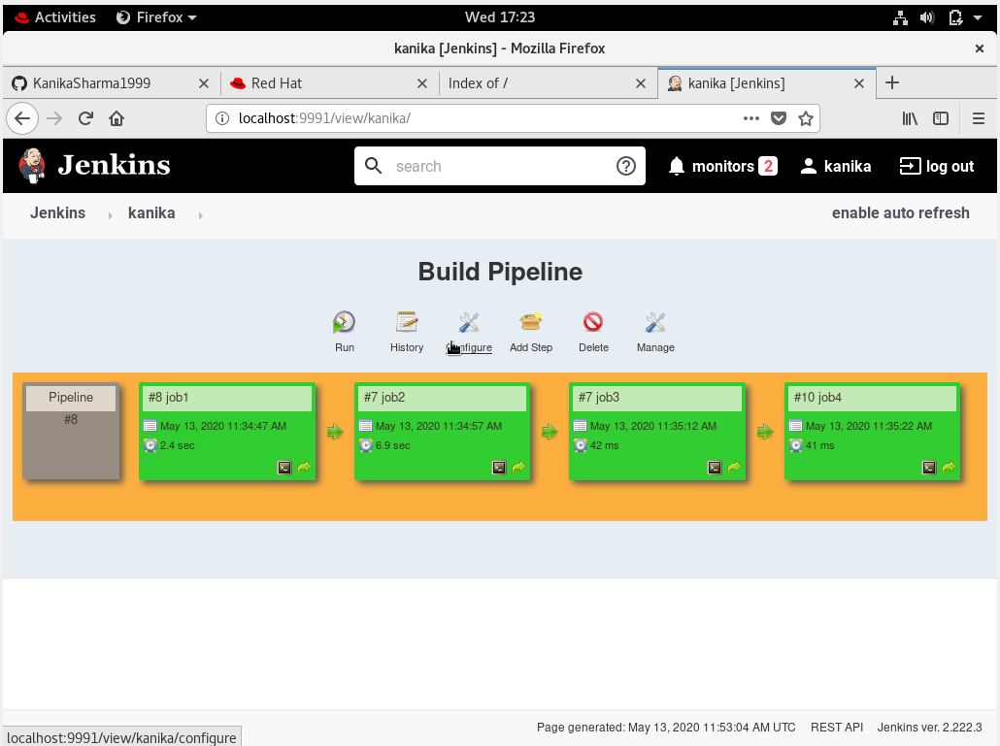 Activities Firefox Wed 17:23
kanika [Jenkins] - Mozilla Firefox
KanikaSharma1999 Red Hat Index of / kanika [Jenkins]
localhost:9991/view/kanika/
Jenkins search monitors 2 kanika log out
Jenkins kanika enable auto refresh
Build Pipeline
Run History Configure Add Step Delete Manage
Pipeline #8 job1 #7 job2 #7 job3 #10 job4
#8 May 13, 2020 11:34:47 AM May 13, 2020 11:34:57 AM May 13, 2020 11:35:12 AM May 13, 2020 11:35:22 AM
2.4 sec 6.9 sec 42 ms 41 ms
Page generated: May 13, 2020 11:53:04 AM UTC REST API Jenkins ver. 2.222.3
localhost:9991/view/kanika/configure